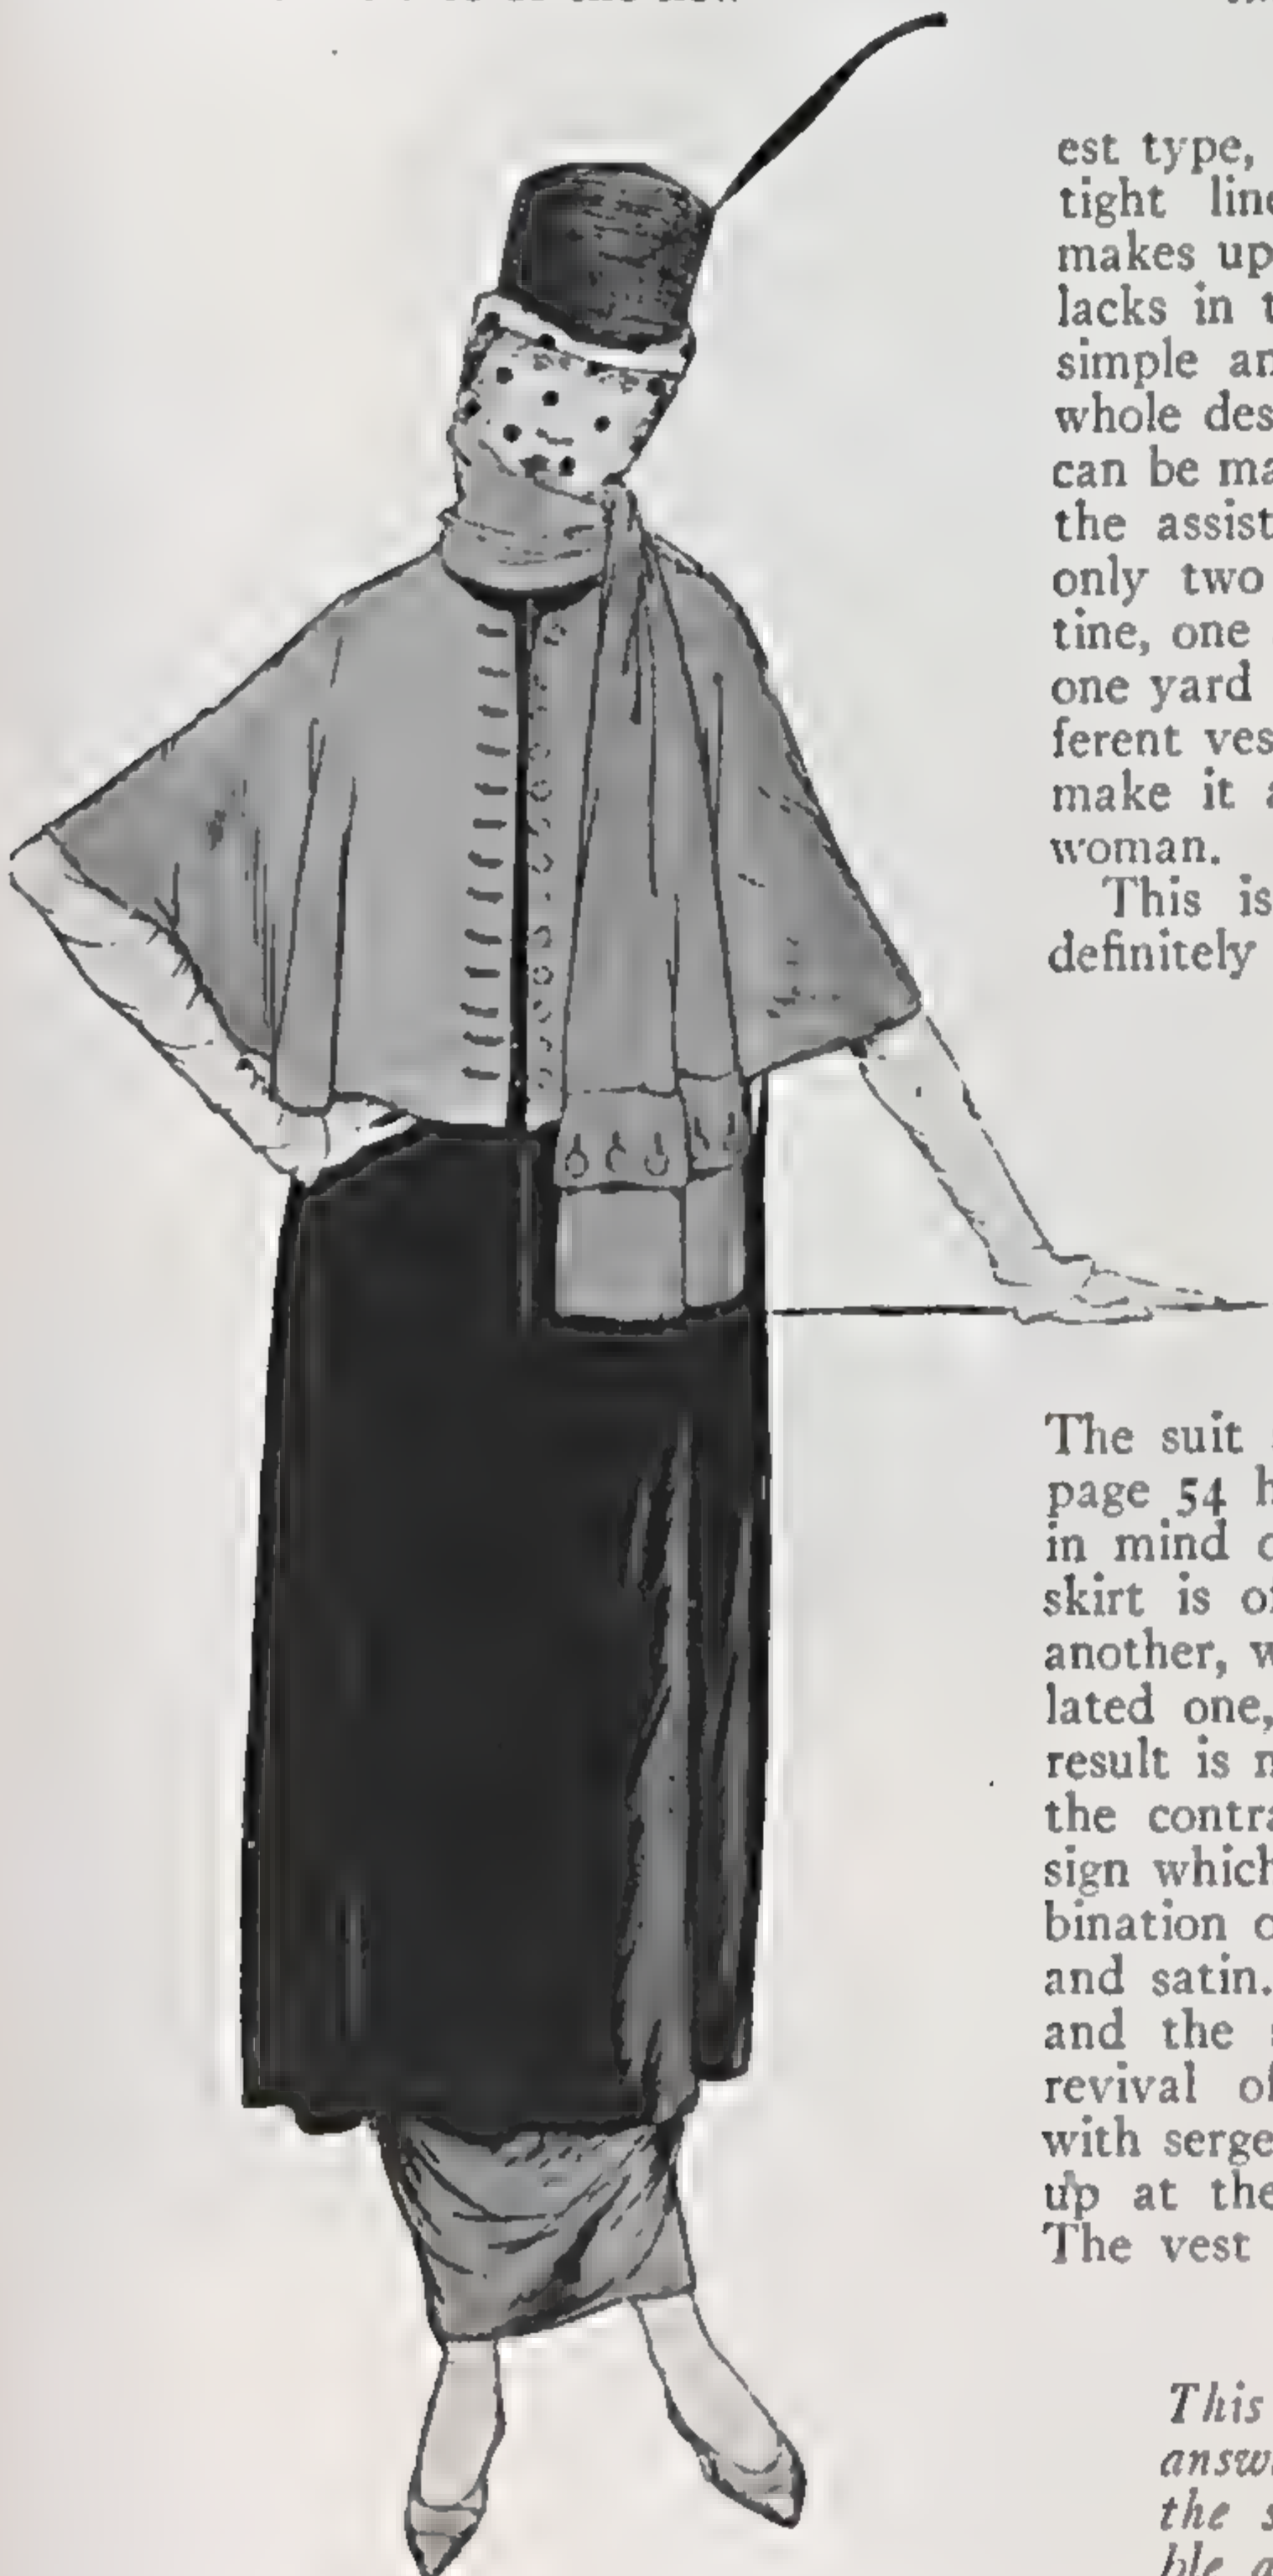 est type,
tight line
makes up
lacks in t
simple an
whole des
can be ma
the assist
only two
tine, one
one yard
ferent ves
make it a
woman.
This is
definitely
The suit
page 54 h
in mind o
skirt is o
another, w
lated one,
result is n
the contra
sign which
bination o
and satin.
and the s
revival of
with serge
up at the
The vest
This
answ
the s
ble a